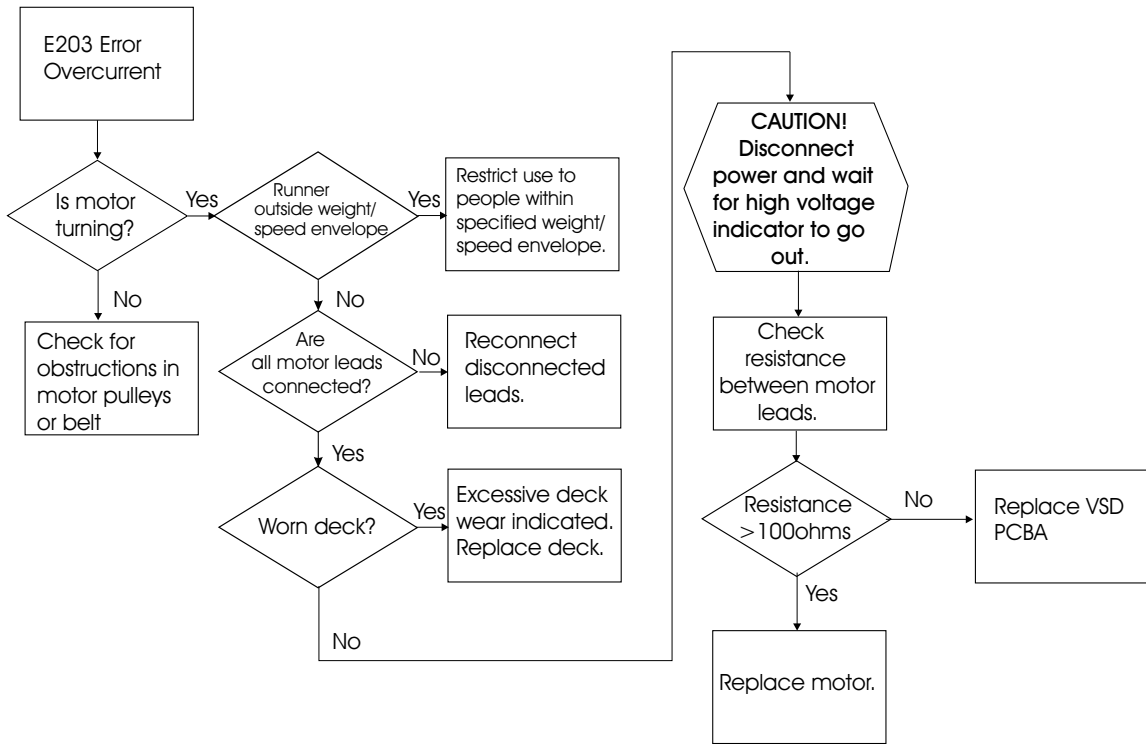 E203 Error
Overcurrent
Is motor
turning?
Yes
Runner
outside weight/
speed envelope
Yes
Restrict use to
people within
specified weight/
speed envelope.
No
Check for
obstructions in
motor pulleys
or belt
No
Are
all motor leads
connected?
No
Reconnect
disconnected
leads.
Yes
Worn deck?
Yes
Excessive deck
wear indicated.
Replace deck.
No
CAUTION!
Disconnect
power and wait
for high voltage
indicator to go
out.
Check
resistance
between motor
leads.
Resistance
>100ohms
No
Replace VSD
PCBA
Yes
Replace motor.